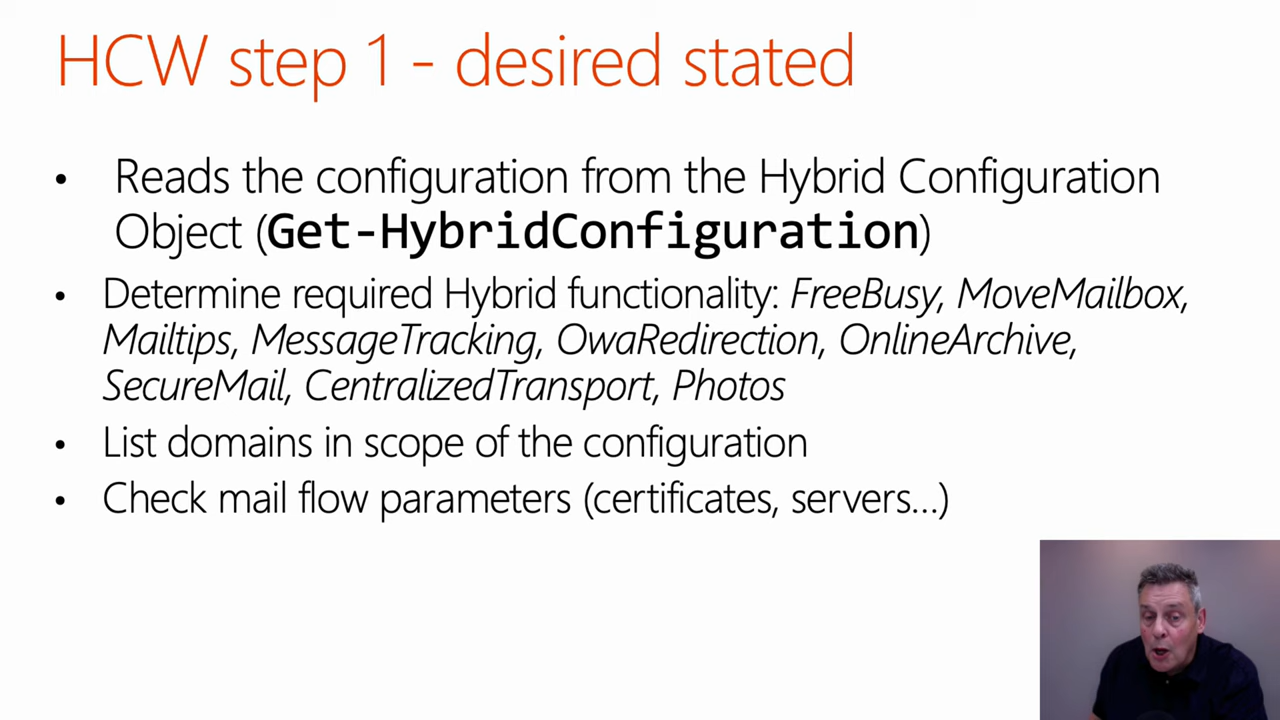 HCW step 1 - desired stated
• Reads the configuration from the Hybrid Configuration
Object (Get-HybridConfiguration)
• Determine required Hybrid functionality: FreeBusy, MoveMailbox,
Mailtips, MessageTracking, OwaRedirection, OnlineArchive,
SecureMail, CentralizedTransport, Photos
• List domains in scope of the configuration
• Check mail flow parameters (certificates, servers…)